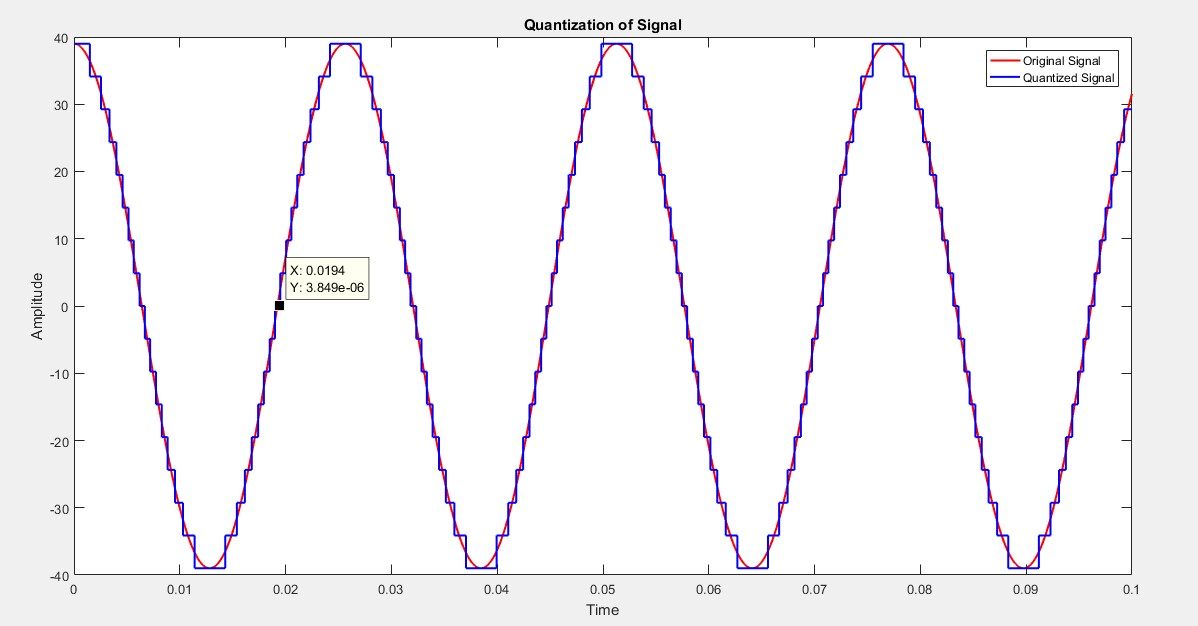 Quantization of Signal
Original Signal
Quantized Signal
X: 0.0194
Y: 3.849e-06
Amplitude
40
30
20
10
0
-10
-20
-30
-40
0 0.01 0.02 0.03 0.04 0.05 0.06 0.07 0.08 0.09 0.1
Time